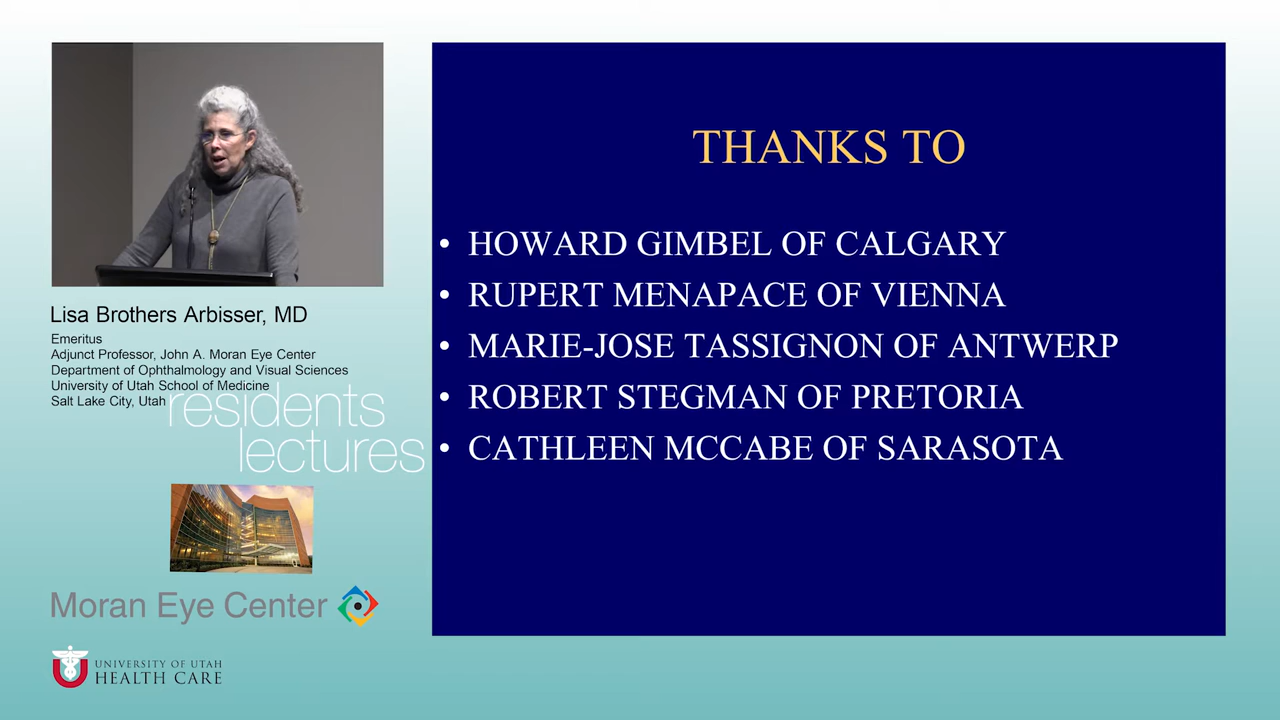 Lisa Brothers Arbisser, MD
Emeritus
Adjunct Professor, John A. Moran Eye Center
Department of Ophthalmology and Visual Sciences
University of Utah School of Medicine
Salt Lake City, Utah
residents
lectures
Moran Eye Center
UNIVERSITY OF UTAH
HEALTH CARE
THANKS TO
• HOWARD GIMBEL OF CALGARY
• RUPERT MENAPACE OF VIENNA
• MARIE-JOSE TASSIGNON OF ANTWERP
• ROBERT STEGMAN OF PRETORIA
• CATHLEEN MCCABE OF SARASOTA